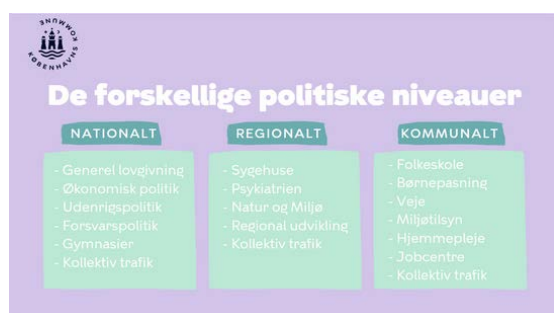 KØBENHAVNS KOMMUNE
De forskellige politiske niveauer
NATIONALT
- Generel lovgivning
- Økonomisk politik
- Udenrigspolitik
- Forsvarspolitik
- Gymnasier
- Kollektiv trafik
REGIONALT
- Sygehuse
- Psykiatrien
- Natur og Miljø
- Regional udvikling
- Kollektiv trafik
KOMMUNALT
- Folkeskole
- Børnepasning
- Veje
- Miljøtilsyn
- Hjemmepleje
- Jobcentre
- Kollektiv trafik